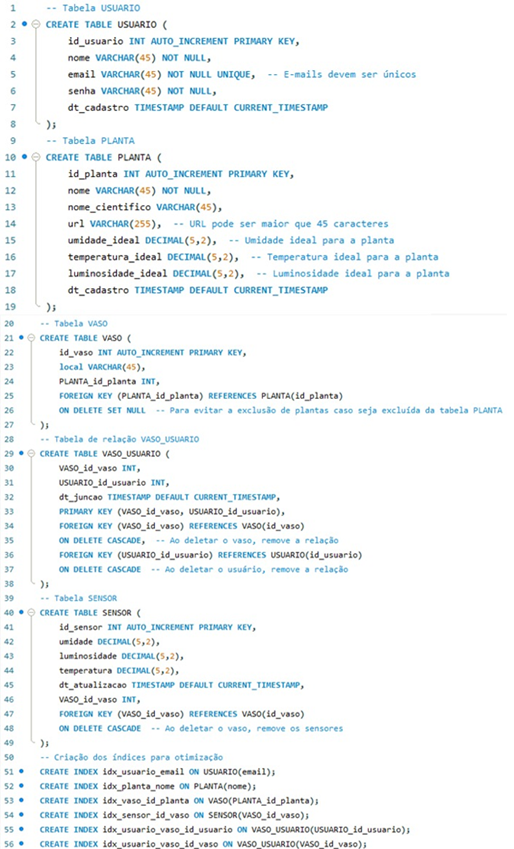 1 -- Tabela USUARIO
2 CREATE TABLE USUARIO (
3 id_usuario INT AUTO_INCREMENT PRIMARY KEY,
4 nome VARCHAR(45) NOT NULL,
5 email VARCHAR(45) NOT NULL UNIQUE, -- E-mails devem ser únicos
6 senha VARCHAR(45) NOT NULL,
7 dt_cadastro TIMESTAMP DEFAULT CURRENT_TIMESTAMP
8 );
9 -- Tabela PLANTA
10 CREATE TABLE PLANTA (
11 id_planta INT AUTO_INCREMENT PRIMARY KEY,
12 nome VARCHAR(45) NOT NULL,
13 nome_cientifico VARCHAR(45),
14 url VARCHAR(255), -- URL pode ser maior que 45 caracteres
15 umidade_ideal DECIMAL(5,2), -- Umidade ideal para a planta
16 temperatura_ideal DECIMAL(5,2), -- Temperatura ideal para a planta
17 luminosidade_ideal DECIMAL(5,2), -- Luminosidade ideal para a planta
18 dt_cadastro TIMESTAMP DEFAULT CURRENT_TIMESTAMP
19 );
20 -- Tabela VASO
21 CREATE TABLE VASO (
22 id_vaso INT AUTO_INCREMENT PRIMARY KEY,
23 local VARCHAR(45),
24 PLANTA_id_planta INT,
25 FOREIGN KEY (PLANTA_id_planta) REFERENCES PLANTA(id_planta)
26 ON DELETE SET NULL -- Para evitar a exclusão de plantas caso seja excluída da tabela PLANTA
27 );
28 -- Tabela de relação VASO_USUARIO
29 CREATE TABLE VASO_USUARIO (
30 VASO_id_vaso INT,
31 USUARIO_id_usuario INT,
32 dt_juncao TIMESTAMP DEFAULT CURRENT_TIMESTAMP,
33 PRIMARY KEY (VASO_id_vaso, USUARIO_id_usuario),
34 FOREIGN KEY (VASO_id_vaso) REFERENCES VASO(id_vaso)
35 ON DELETE CASCADE, -- Ao deletar o vaso, remove a relação
36 FOREIGN KEY (USUARIO_id_usuario) REFERENCES USUARIO(id_usuario)
37 ON DELETE CASCADE -- Ao deletar o usuário, remove a relação
38 );
39 -- Tabela SENSOR
40 CREATE TABLE SENSOR (
41 id_sensor INT AUTO_INCREMENT PRIMARY KEY,
42 umidade DECIMAL(5,2),
43 luminosidade DECIMAL(5,2),
44 temperatura DECIMAL(5,2),
45 dt_atualizacao TIMESTAMP DEFAULT CURRENT_TIMESTAMP,
46 VASO_id_vaso INT,
47 FOREIGN KEY (VASO_id_vaso) REFERENCES VASO(id_vaso)
48 ON DELETE CASCADE -- Ao deletar o vaso, remove os sensores
49 );
50 -- Criação dos índices para otimização
51 CREATE INDEX idx_usuario_email ON USUARIO(email);
52 CREATE INDEX idx_planta_nome ON PLANTA(nome);
53 CREATE INDEX idx_vaso_id_planta ON VASO(PLANTA_id_planta);
54 CREATE INDEX idx_sensor_id_vaso ON SENSOR(VASO_id_vaso);
55 CREATE INDEX idx_usuario_vaso_id_usuario ON VASO_USUARIO(USUARIO_id_usuario);
56 CREATE INDEX idx_usuario_vaso_id_vaso ON VASO_USUARIO(VASO_id_vaso);